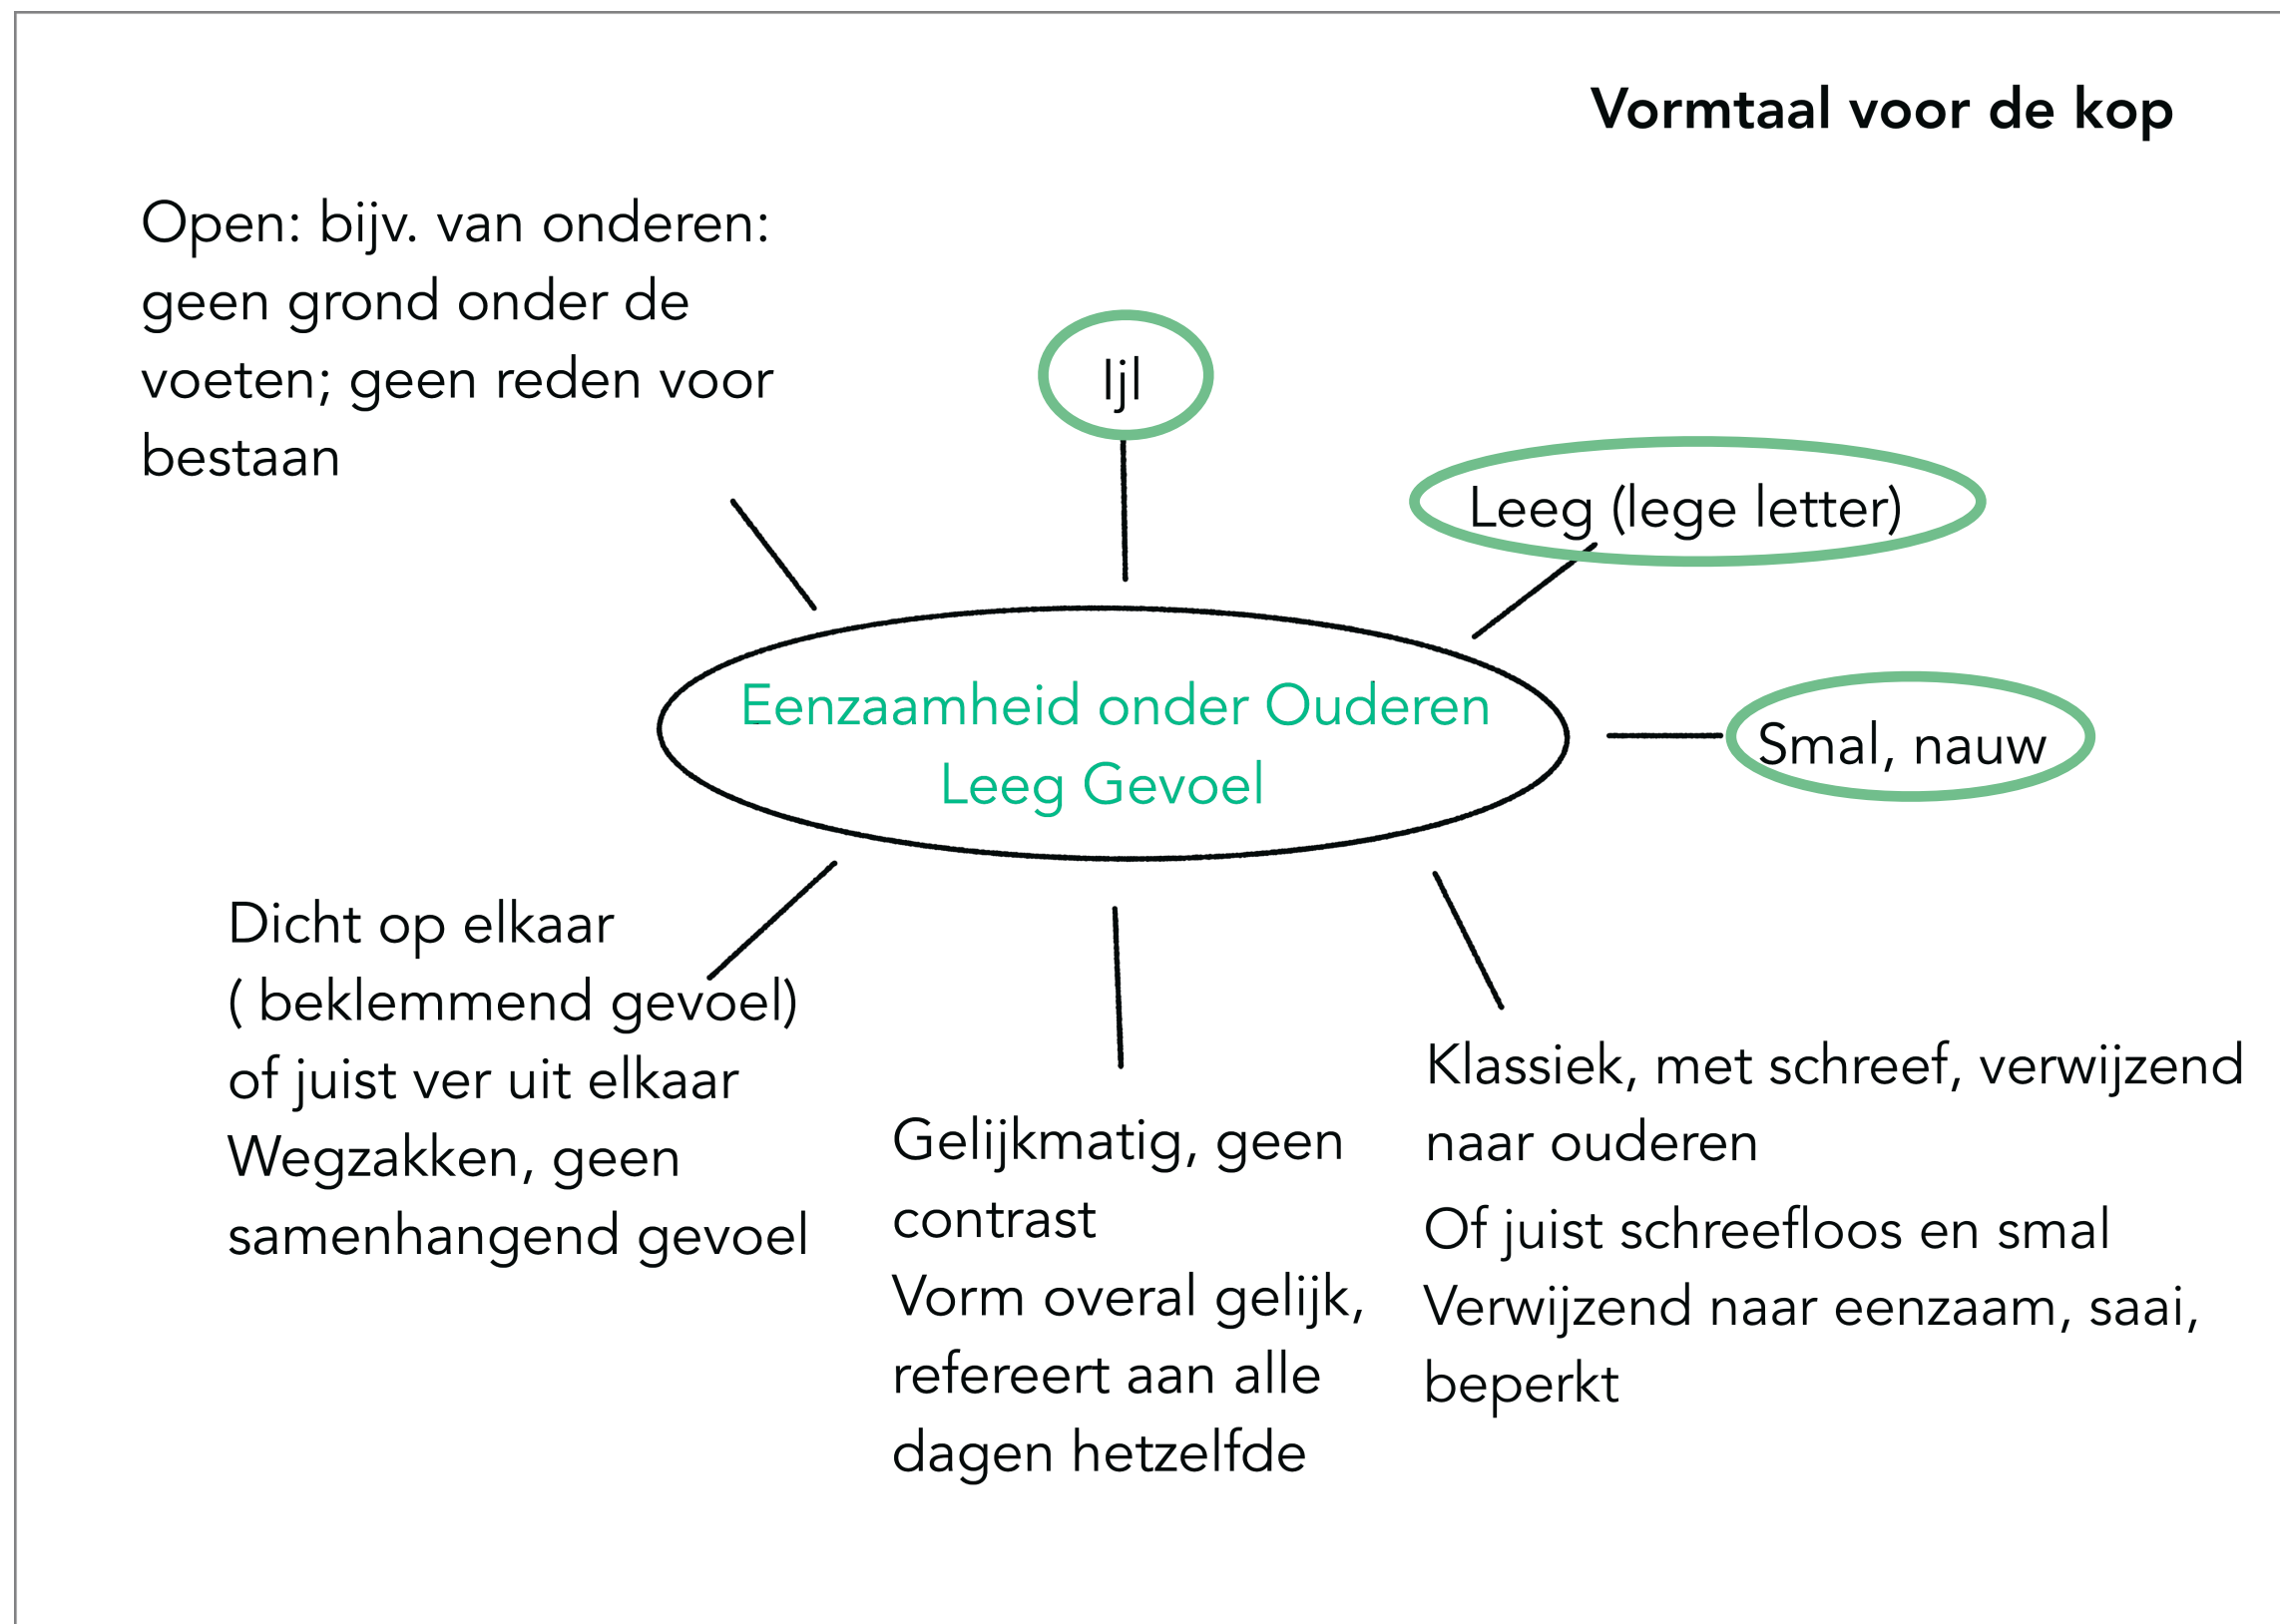 Vormtaal voor de kop
Open: bijv. van onderen:
geen grond onder de
voeten; geen reden voor
bestaan
Ijl
Leeg (lege letter)
Smal, nauw
Eenzaamheid onder Ouderen
Leeg Gevoel
Dicht op elkaar
( beklemmend gevoel)
of juist ver uit elkaar
Wegzakken, geen
samenhangend gevoel
Gelijkmatig, geen
contrast
Vorm overal gelijk,
refereert aan alle
dagen hetzelfde
Klassiek, met schreef, verwijzend
naar ouderen
Of juist schreefloos en smal
Verwijzend naar eenzaam, saai,
beperkt